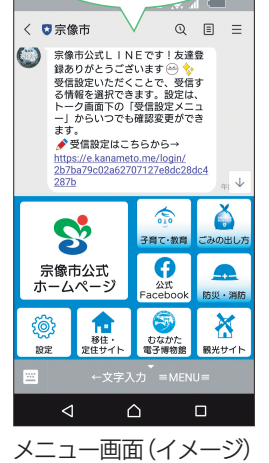 宗像市
宗像市公式ＬＩＮＥです！友達登
録ありがとうございます
受信設定いただくことで、受信す
る情報を選択できます。設定は、
トーク画面下の「受信設定メニュ
ー」からいつでも確認変更ができ
ます。
受信設定はこちらから→
https://e.kanameto.me/login/
2b7ba79c02a62707127e8dc28dc4
287b
宗像市公式
ホームページ
子育て・教育
ごみの出し方
公式
Facebook
防災・消防
設定
移住・
定住サイト
むなかた
電子博物館
観光サイト
←文字入力 ≡MENU≡
メニュー画面（イメージ）